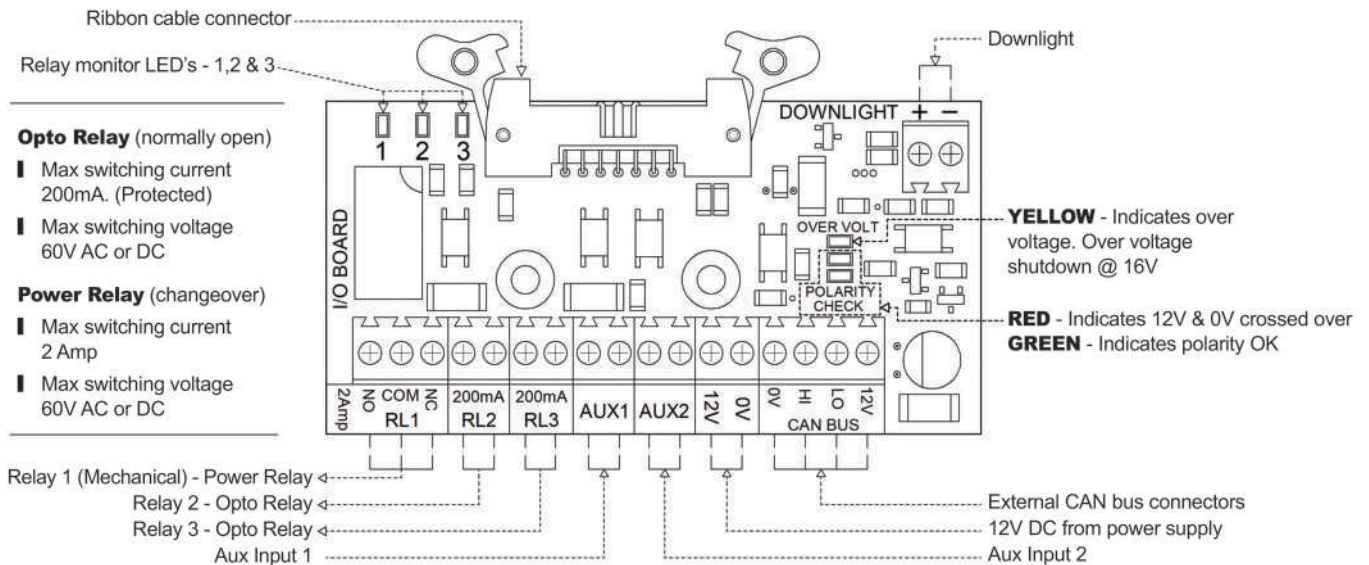 Ribbon cable connector
Downlight
Relay monitor LED's - 1,2 & 3
DOWNLIGHT + −
1 2 3
Opto Relay (normally open)
Max switching current
200mA. (Protected)
Max switching voltage
60V AC or DC
Power Relay (changeover)
Max switching current
2 Amp
Max switching voltage
60V AC or DC
I/O BOARD
OVER VOLT
POLARITY
CHECK
YELLOW - Indicates over
voltage. Over voltage
shutdown @ 16V
RED - Indicates 12V & 0V crossed over
GREEN - Indicates polarity OK
2Amp
NO COM NC
RL1
200mA
RL2
200mA
RL3
AUX1
AUX2
12V 0V
0V HI LO 12V
CAN BUS
Relay 1 (Mechanical) - Power Relay
Relay 2 - Opto Relay
Relay 3 - Opto Relay
Aux Input 1
External CAN bus connectors
12V DC from power supply
Aux Input 2